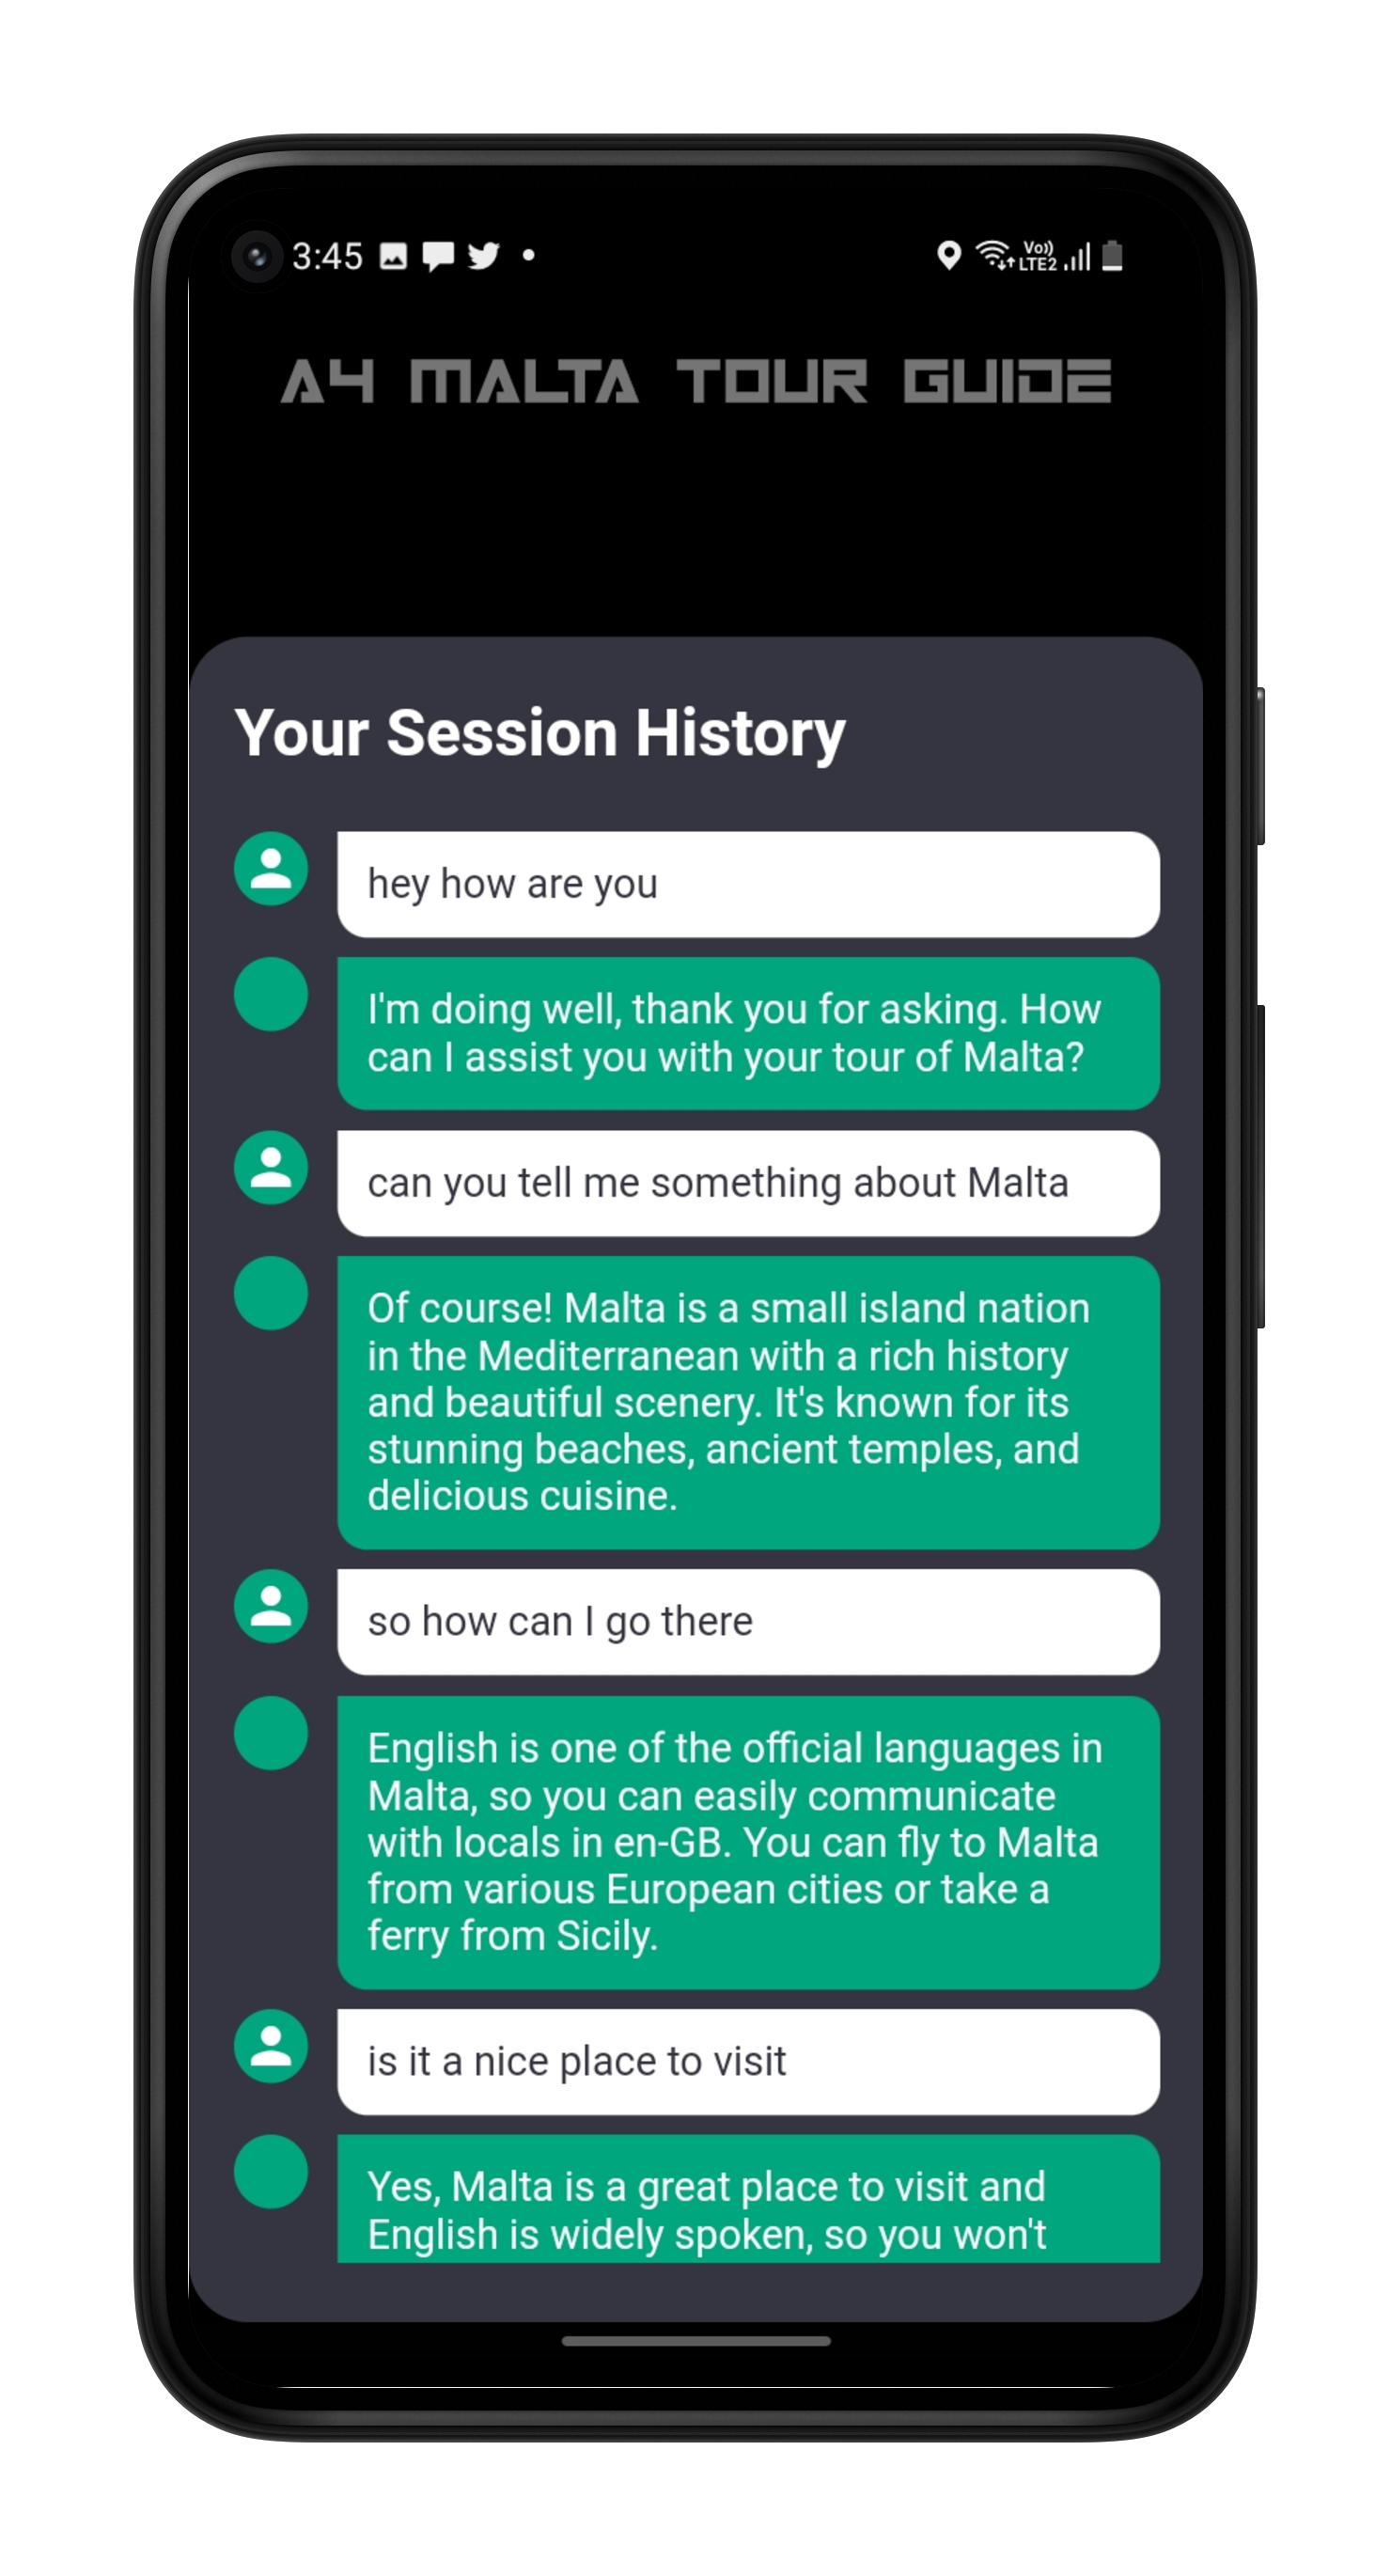 3:45
Vo))
LTE2
A4 MALTA TOUR GUIDE
Your Session History
hey how are you
I'm doing well, thank you for asking. How
can I assist you with your tour of Malta?
can you tell me something about Malta
Of course! Malta is a small island nation
in the Mediterranean with a rich history
and beautiful scenery. It's known for its
stunning beaches, ancient temples, and
delicious cuisine.
so how can I go there
English is one of the official languages in
Malta, so you can easily communicate
with locals in en-GB. You can fly to Malta
from various European cities or take a
ferry from Sicily.
is it a nice place to visit
Yes, Malta is a great place to visit and
English is widely spoken, so you won't